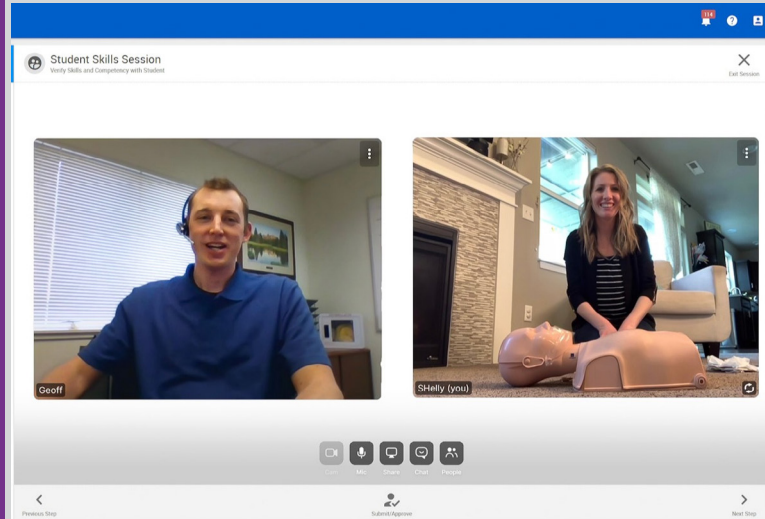 114
Student Skills Session
Verify Skills and Competency with Student
Exit Session
Geoff
SHelly (you)
Mic
Share
Chat
People
Previous Step
Submit/Approve
Next Step